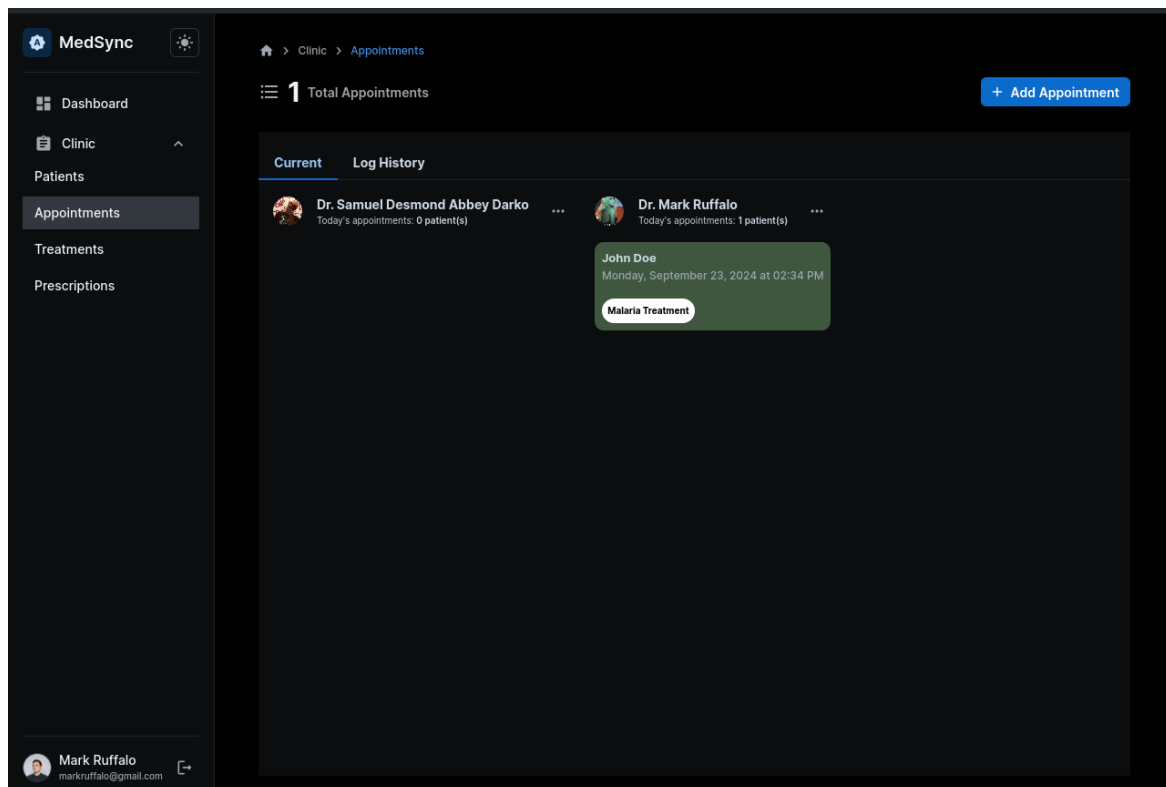 MedSync
Dashboard
Clinic
Patients
Appointments
Treatments
Prescriptions
Mark Ruffalo
markruffalo@gmail.com
Clinic > Appointments
1 Total Appointments
+ Add Appointment
Current
Log History
Dr. Samuel Desmond Abbey Darko
Today's appointments: 0 patient(s)
Dr. Mark Ruffalo
Today's appointments: 1 patient(s)
John Doe
Monday, September 23, 2024 at 02:34 PM
Malaria Treatment